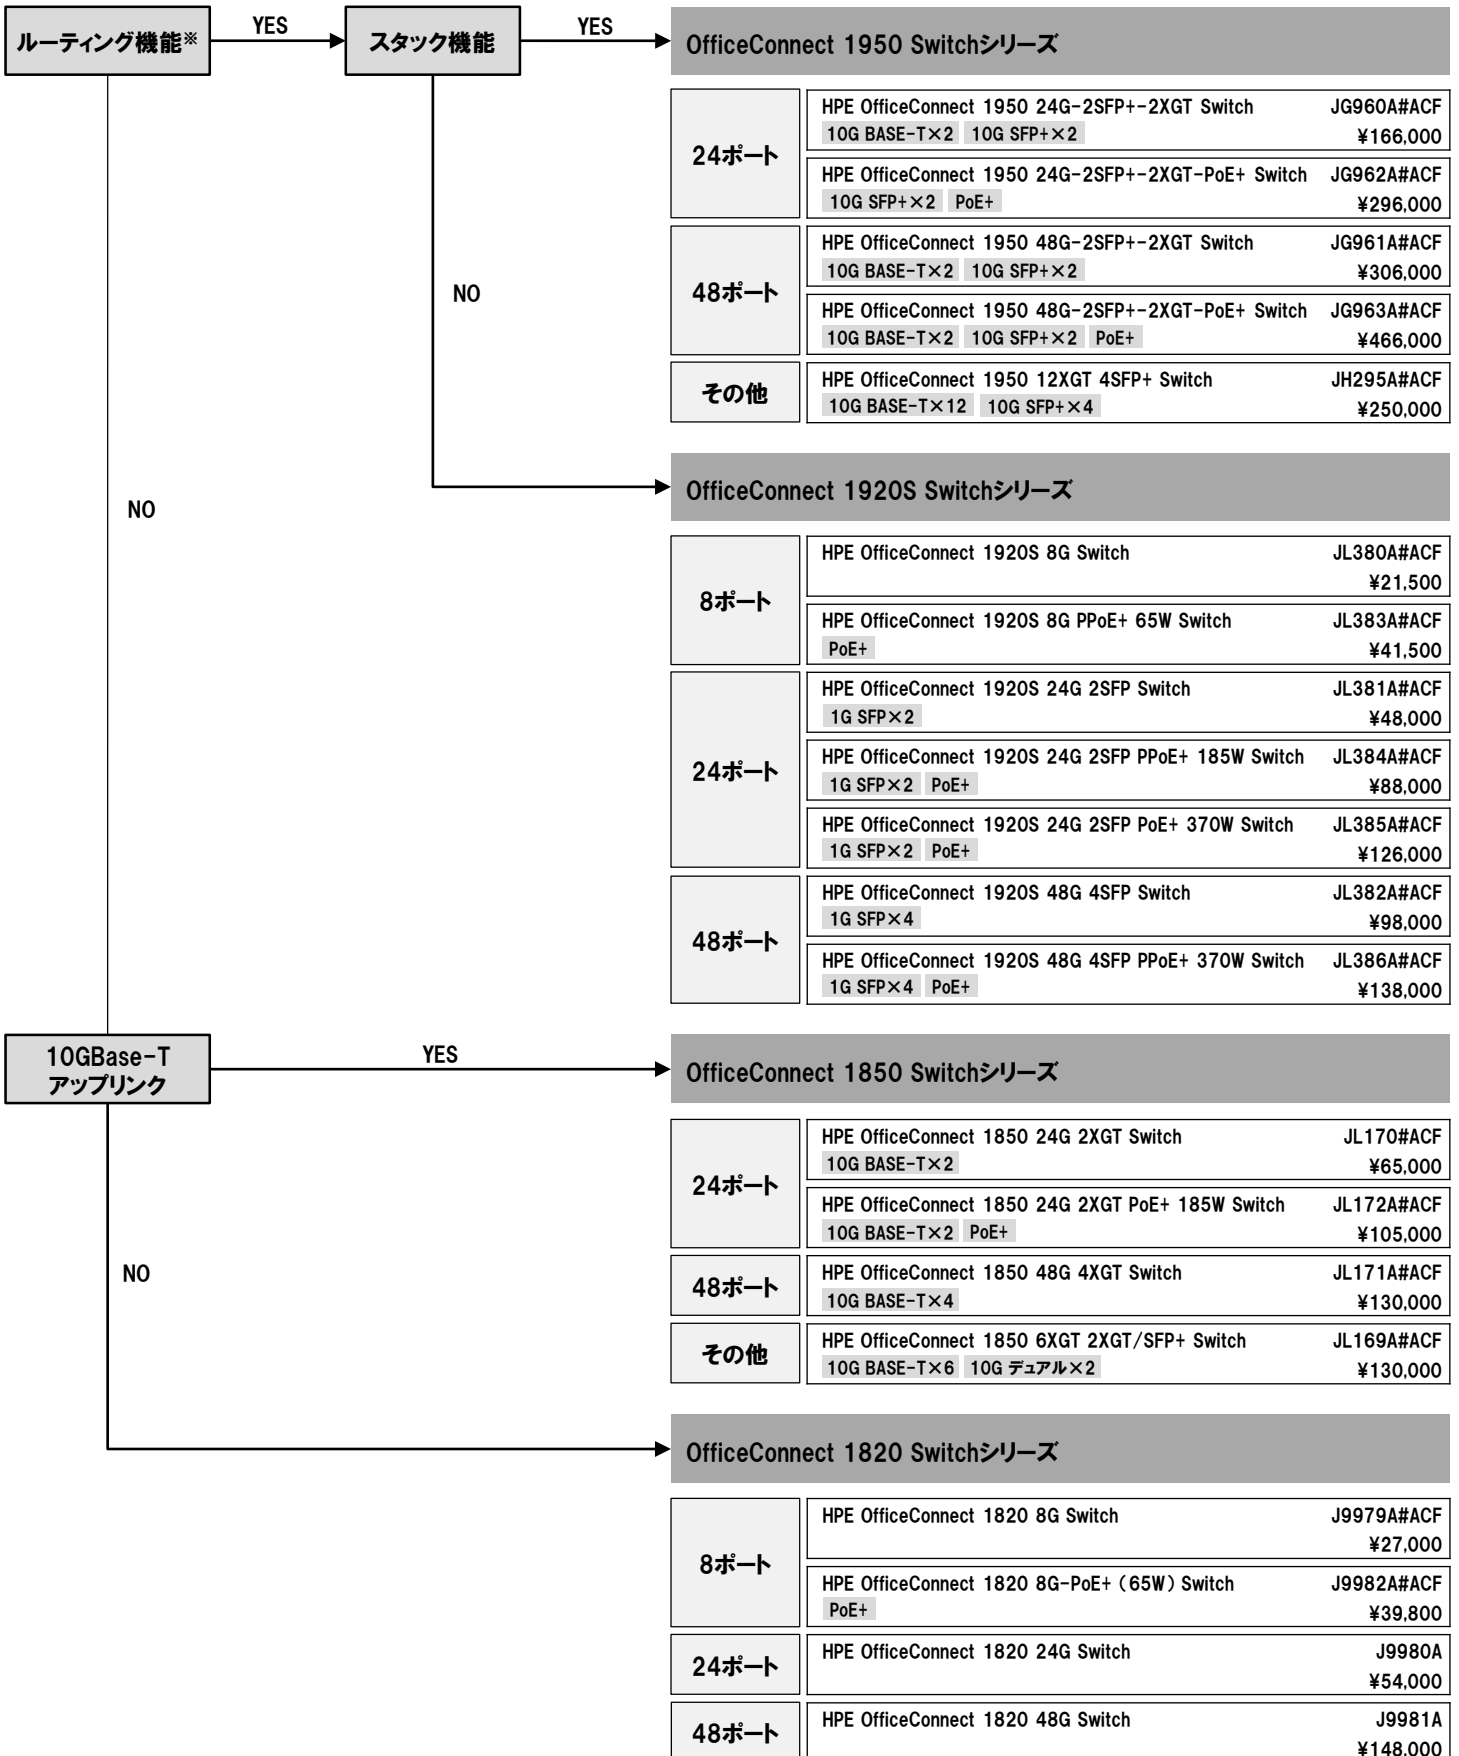 ルーティング機能※
YES
スタック機能
YES
OfficeConnect 1950 Switchシリーズ
24ポート
HPE OfficeConnect 1950 24G-2SFP+-2XGT Switch JG960A#ACF
10G BASE-T×2 10G SFP+×2 ¥166,000
HPE OfficeConnect 1950 24G-2SFP+-2XGT-PoE+ Switch JG962A#ACF
10G SFP+×2 PoE+ ¥296,000
48ポート
HPE OfficeConnect 1950 48G-2SFP+-2XGT Switch JG961A#ACF
10G BASE-T×2 10G SFP+×2 ¥306,000
HPE OfficeConnect 1950 48G-2SFP+-2XGT-PoE+ Switch JG963A#ACF
10G BASE-T×2 10G SFP+×2 PoE+ ¥466,000
その他
HPE OfficeConnect 1950 12XGT 4SFP+ Switch JH295A#ACF
10G BASE-T×12 10G SFP+×4 ¥250,000
NO
OfficeConnect 1920S Switchシリーズ
8ポート
HPE OfficeConnect 1920S 8G Switch JL380A#ACF
¥21,500
HPE OfficeConnect 1920S 8G PPoE+ 65W Switch JL383A#ACF
PoE+ ¥41,500
24ポート
HPE OfficeConnect 1920S 24G 2SFP Switch JL381A#ACF
1G SFP×2 ¥48,000
HPE OfficeConnect 1920S 24G 2SFP PPoE+ 185W Switch JL384A#ACF
1G SFP×2 PoE+ ¥88,000
HPE OfficeConnect 1920S 24G 2SFP PoE+ 370W Switch JL385A#ACF
1G SFP×2 PoE+ ¥126,000
48ポート
HPE OfficeConnect 1920S 48G 4SFP Switch JL382A#ACF
1G SFP×4 ¥98,000
HPE OfficeConnect 1920S 48G 4SFP PPoE+ 370W Switch JL386A#ACF
1G SFP×4 PoE+ ¥138,000
NO
10GBase-T
アップリンク
YES
OfficeConnect 1850 Switchシリーズ
24ポート
HPE OfficeConnect 1850 24G 2XGT Switch JL170#ACF
10G BASE-T×2 ¥65,000
HPE OfficeConnect 1850 24G 2XGT PoE+ 185W Switch JL172A#ACF
10G BASE-T×2 PoE+ ¥105,000
48ポート
HPE OfficeConnect 1850 48G 4XGT Switch JL171A#ACF
10G BASE-T×4 ¥130,000
その他
HPE OfficeConnect 1850 6XGT 2XGT/SFP+ Switch JL169A#ACF
10G BASE-T×6 10G デュアル×2 ¥130,000
NO
OfficeConnect 1820 Switchシリーズ
8ポート
HPE OfficeConnect 1820 8G Switch J9979A#ACF
¥27,000
HPE OfficeConnect 1820 8G-PoE+（65W）Switch J9982A#ACF
PoE+ ¥39,800
24ポート
HPE OfficeConnect 1820 24G Switch J9980A
¥54,000
48ポート
HPE OfficeConnect 1820 48G Switch J9981A
¥148,000